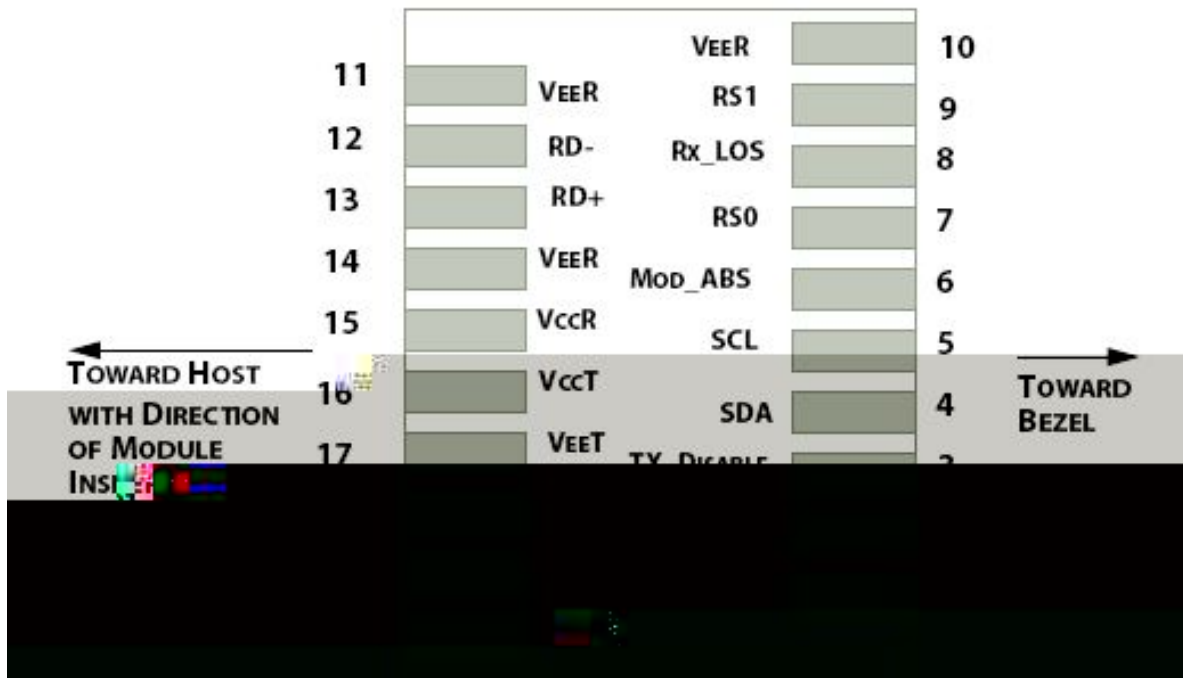 VEER 10
11 VEER
RS1 9
12 RD-
RX_LOS 8
13 RD+
RS0 7
14 VEER
MOD_ABS 6
15 VCCR
SCL 5
TOWARD HOST
WITH DIRECTION
OF MODULE
16 VCCT
TOWARD
BEZEL
SDA 4
17 VEET
TX_DISABLE